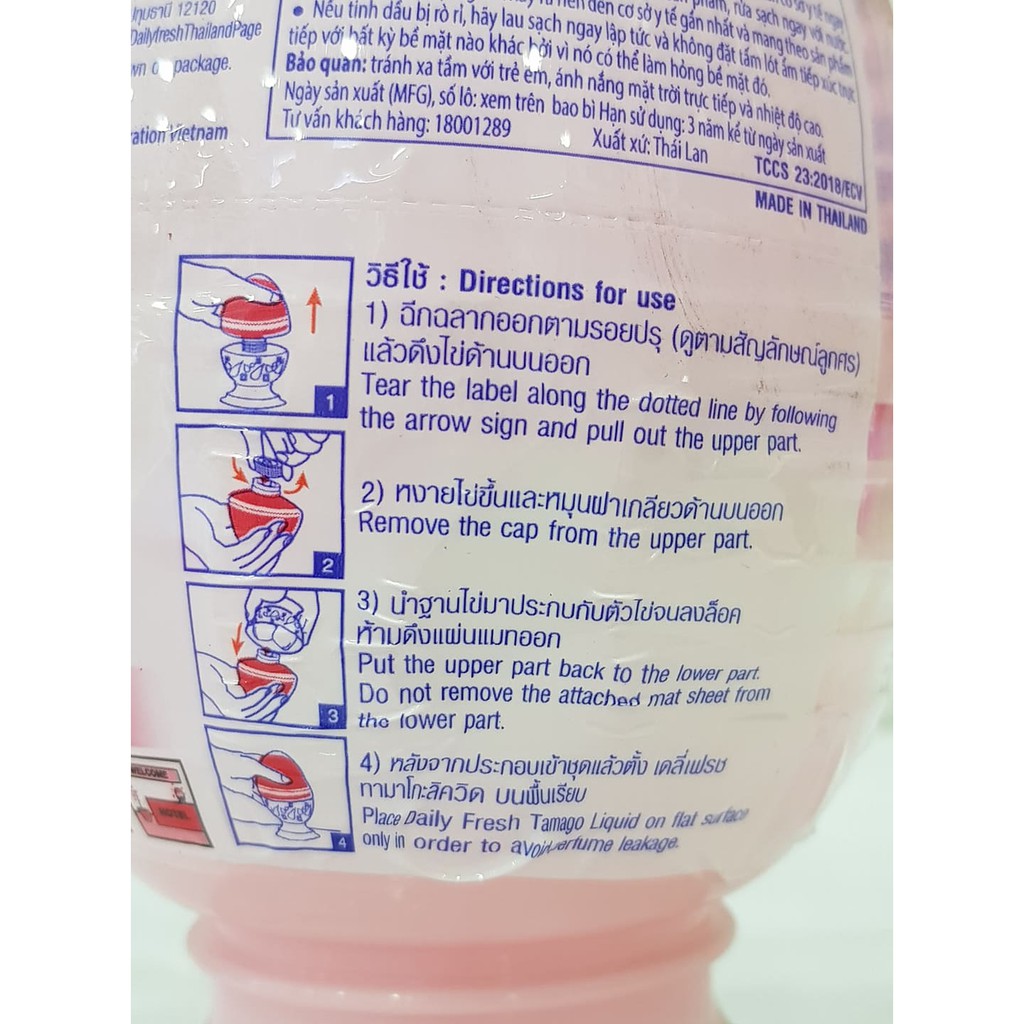 ปทุมธานี 12120
DailyfreshThailandPage
package.
Vietnam
• Nếu tinh dầu bị rò rỉ, hãy lau sạch ngay lập tức và không đặt tấm lót ẩm tiếp xúc trực
tiếp với bất kỳ bề mặt nào khác bởi vì nó có thể làm hỏng bề mặt đó.
Bảo quản: tránh xa tầm với trẻ em, ánh nắng mặt trời trực tiếp và nhiệt độ cao.
Ngày sản xuất (MFG), số lô: xem trên bao bì Hạn sử dụng: 3 năm kể từ ngày sản xuất
Tư vấn khách hàng: 18001289 Xuất xứ: Thái Lan TCCS 23:2018/ECV
MADE IN THAILAND
วิธีใช้ : Directions for use
1) ฉีกฉลากออกตามรอยปรุ (ดูตามสัญลักษณ์ลูกศร)
แล้วดึงไข่ด้านบนออก
Tear the label along the dotted line by following
the arrow sign and pull out the upper part.
1
2) หงายไข่ขึ้นและหมุนฝาเกลียวด้านบนออก
Remove the cap from the upper part.
2
3) นำฐานไข่มาประกบกับตัวไข่จนลงล็อค
ห้ามดึงแผ่นแมทออก
Put the upper part back to the lower part.
Do not remove the attached mat sheet from
the lower part.
3
4) หลังจากประกอบเข้าชุดแล้วตั้ง เดลี่เฟรช
ทามาโกะลิควิด บนพื้นเรียบ
Place Daily Fresh Tamago Liquid on flat surface
only in order to avoid perfume leakage.
4
WELCOME
HOTEL